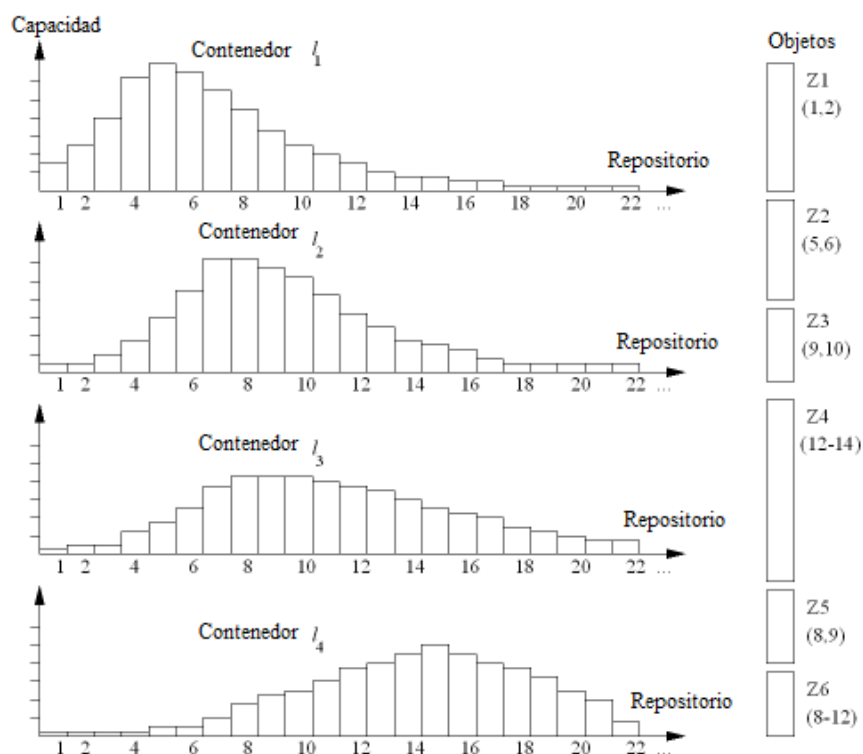 Capacidad
Contenedor l1
Repositorio
1 2 4 6 8 10 12 14 16 18 20 22 ...
Contenedor l2
Repositorio
1 2 4 6 8 10 12 14 16 18 20 22 ...
Contenedor l3
Repositorio
1 2 4 6 8 10 12 14 16 18 20 22 ...
Contenedor l4
Repositorio
1 2 4 6 8 10 12 14 16 18 20 22 ...
Objetos
Z1
(1,2)
Z2
(5,6)
Z3
(9,10)
Z4
(12-14)
Z5
(8,9)
Z6
(8-12)